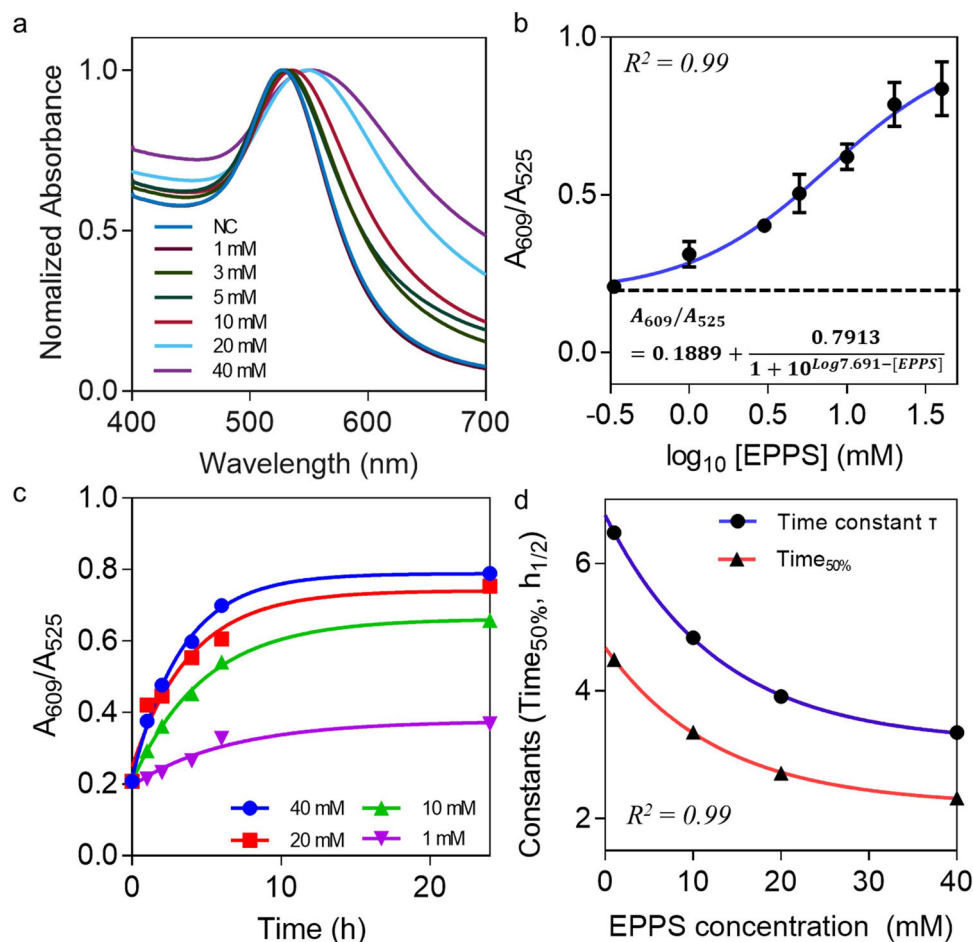 a
Nomalized Absorbance
1.0
0.5
0.0
400
500
600
700
Wavelength (nm)
NC
1 mM
3 mM
5 mM
10 mM
20 mM
40 mM
b
A609/A525
1.0
0.5
0.0
-0.5
0.0
0.5
1.0
1.5
log10 [EPPS] (mM)
R² = 0.99
A609/A525
= 0.1889 + 0.7913
1 + 10^Log7.691−[EPPS]
c
A609/A525
1.0
0.8
0.6
0.4
0.2
0.0
0
10
20
Time (h)
40 mM
20 mM
10 mM
1 mM
d
Constants (Time50%, h1/2)
6
4
2
0
10
20
30
40
EPPS concentration (mM)
Time constant τ
Time50%
R² = 0.99